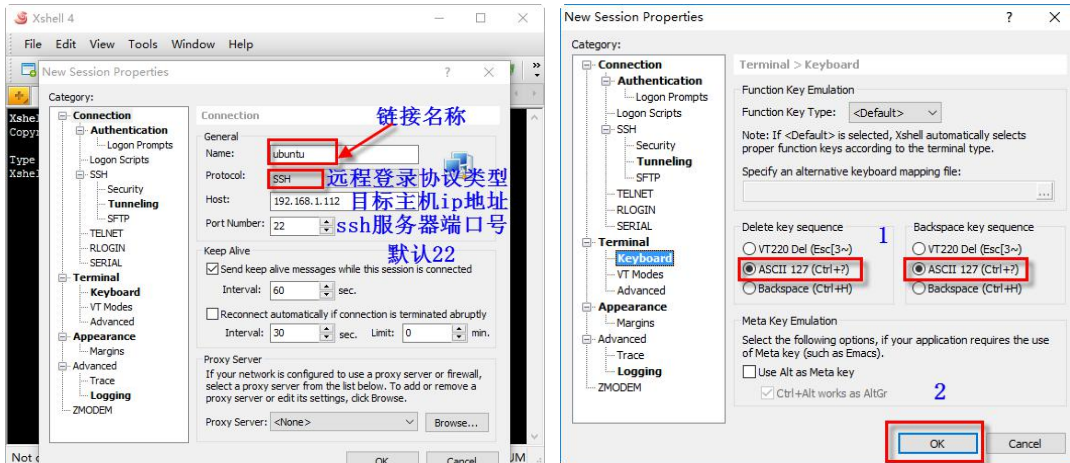 Xshell 4
File Edit View Tools Window Help
New Session Properties
Category:
Connection
Authentication
Logon Prompts
Logon Scripts
SSH
Security
Tunneling
SFTP
TELNET
RLOGIN
SERIAL
Terminal
Keyboard
VT Modes
Advanced
Appearance
Margins
Advanced
Trace
Logging
ZMODEM
Connection
链接名称
General
Name: ubuntu
Protocol: SSH 远程登录协议类型
Host: 192.168.1.112 目标主机ip地址
Port Number: 22 ssh服务器端口号
默认22
Keep Alive
Send keep alive messages while this session is connected
Interval: 60 sec.
Reconnect automatically if connection is terminated abruptly
Interval: 30 sec. Limit: 0 min.
Proxy Server
If your network is configured to use a proxy server or firewall,
select a proxy server from the list below. To add or remove a
proxy server or edit its settings, click Browse.
Proxy Server: <None> Browse...
OK Cancel
New Session Properties
Category:
Connection
Authentication
Logon Prompts
Logon Scripts
SSH
Security
Tunneling
SFTP
TELNET
RLOGIN
SERIAL
Terminal
Keyboard
VT Modes
Advanced
Appearance
Margins
Advanced
Trace
Logging
ZMODEM
Terminal > Keyboard
Function Key Emulation
Function Key Type: <Default>
Note: If <Default> is selected, Xshell automatically selects
proper function keys according to the terminal type.
Specify an alternative keyboard mapping file:
...
Delete key sequence 1 Backspace key sequence
VT220 Del (Esc[3~) VT220 Del (Esc[3~)
ASCII 127 (Ctrl+?) ASCII 127 (Ctrl+?)
Backspace (Ctrl+H) Backspace (Ctrl+H)
Meta Key Emulation
Select the following options, if your application requires the use
of Meta key (such as Emacs).
Use Alt as Meta key
Ctrl+Alt works as AltGr
2
OK Cancel